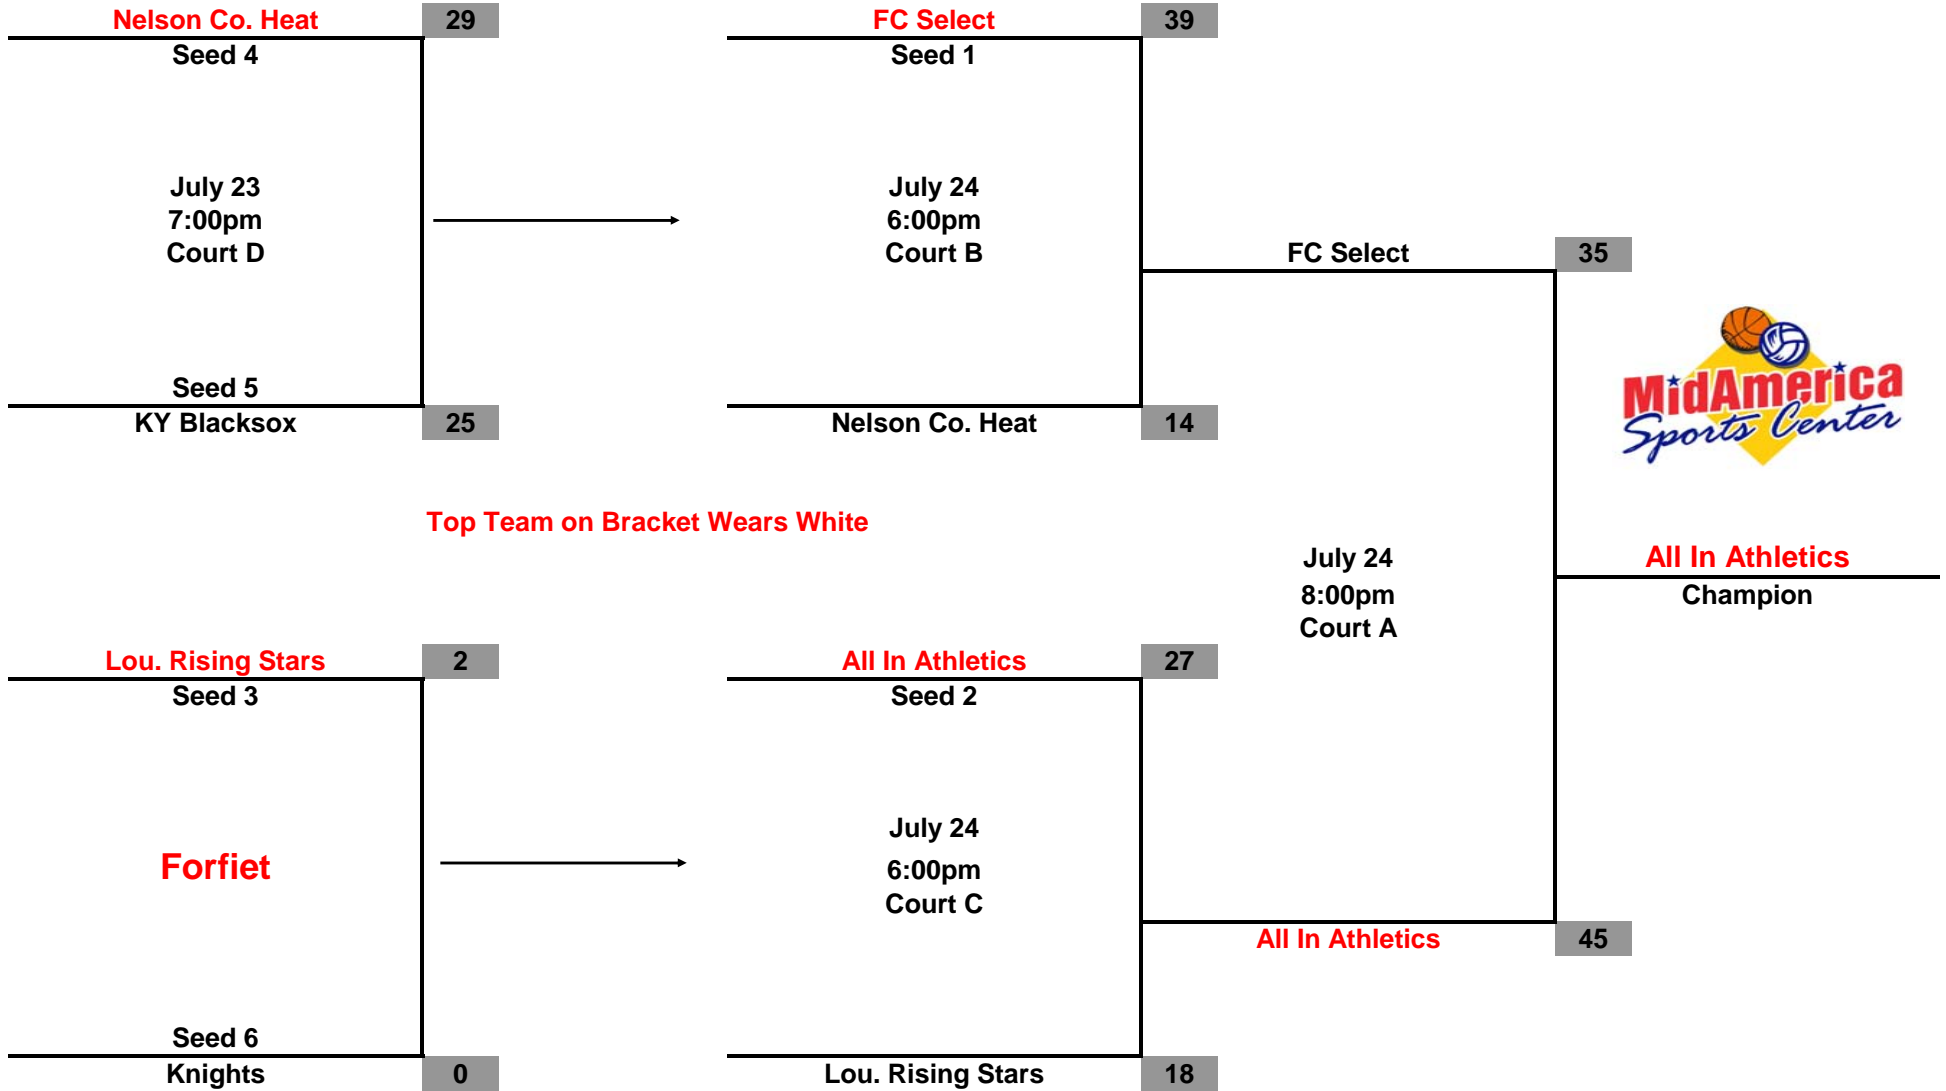 Nelson Co. Heat 29
Seed 4
July 23
7:00pm
Court D
Seed 5
KY Blacksox 25
FC Select 39
Seed 1
July 24
6:00pm
Court B
Nelson Co. Heat 14
FC Select 35
MidAmerica
Sports Center
Top Team on Bracket Wears White
July 24
8:00pm
Court A
All In Athletics
Champion
Lou. Rising Stars 2
Seed 3
Forfiet
Seed 6
Knights 0
All In Athletics 27
Seed 2
July 24
6:00pm
Court C
Lou. Rising Stars 18
All In Athletics 45